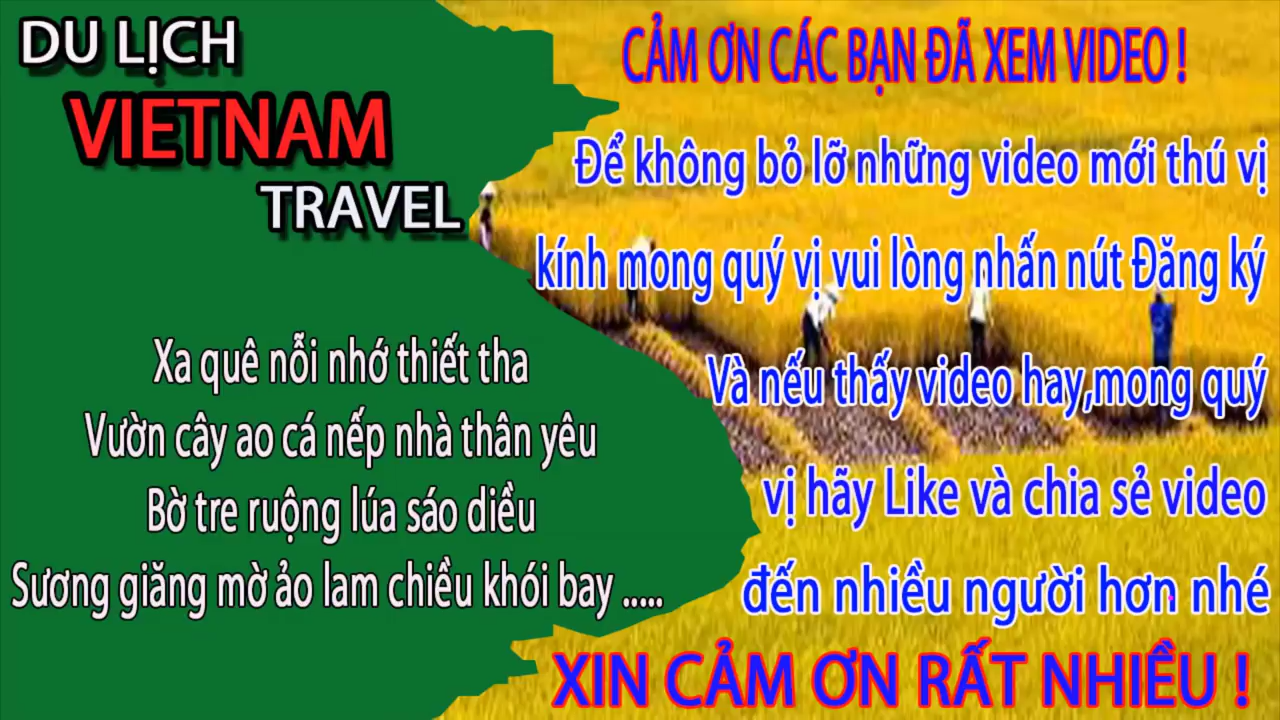 DU LỊCH
VIETNAM
TRAVEL
Xa quê nỗi nhớ thiết tha
Vườn cây ao cá nếp nhà thân yêu
Bờ tre ruộng lúa sáo diều
Sương giăng mờ ảo lam chiều khói bay .....
CẢM ƠN CÁC BẠN ĐÃ XEM VIDEO !
Để không bỏ lỡ những video mới thú vị
kính mong quý vị vui lòng nhấn nút Đăng ký
Và nếu thấy video hay,mong quý
vị hãy Like và chia sẻ video
đến nhiều người hơn nhé
XIN CẢM ƠN RẤT NHIỀU !